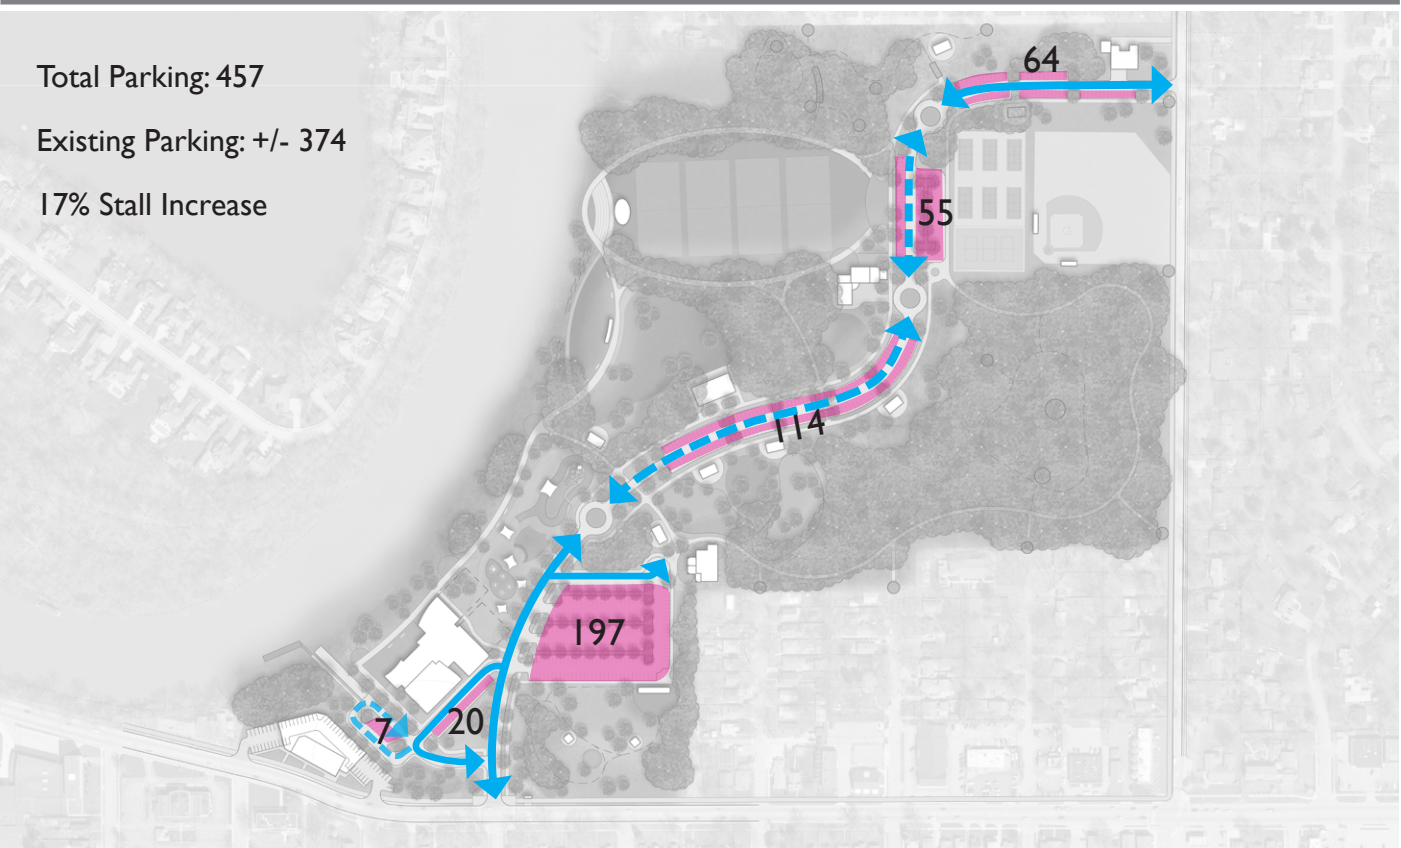 Total Parking: 457
Existing Parking: +/- 374
17% Stall Increase
64
55
114
197
20
7